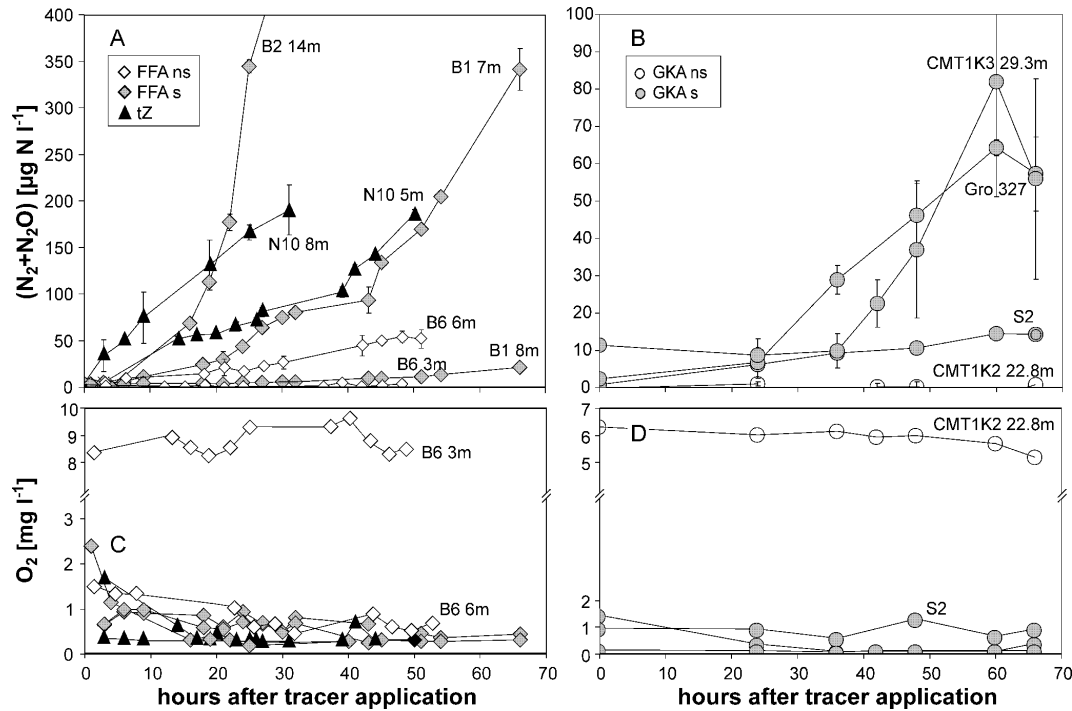 (N2+N2O) [µg N l-1]
400
350
300
250
200
150
100
50
0
A
FFA ns
FFA s
tZ
B2 14m
B1 7m
N10 5m
N10 8m
B6 6m
B6 3m
B1 8m
100
90
80
70
60
50
40
30
20
10
0
B
GKA ns
GKA s
CMT1K3 29.3m
Gro 327
S2
CMT1K2 22.8m
O2 [mg l-1]
10
9
8
3
2
1
0
C
B6 3m
B6 6m
0 10 20 30 40 50 60 70
hours after tracer application
7
6
5
2
1
0
D
CMT1K2 22.8m
S2
0 10 20 30 40 50 60 70
hours after tracer application